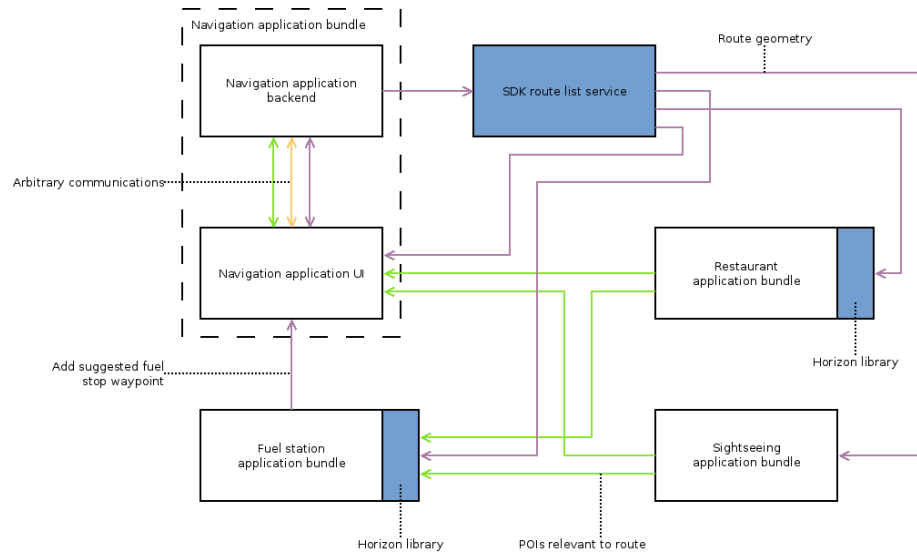 Navigation application bundle
Route geometry
Navigation application
backend
SDK route list service
Arbitrary communications
Navigation application UI
Restaurant
application bundle
Horizon library
Add suggested fuel
stop waypoint
Fuel station
application bundle
Sightseeing
application bundle
Horizon library
POIs relevant to route